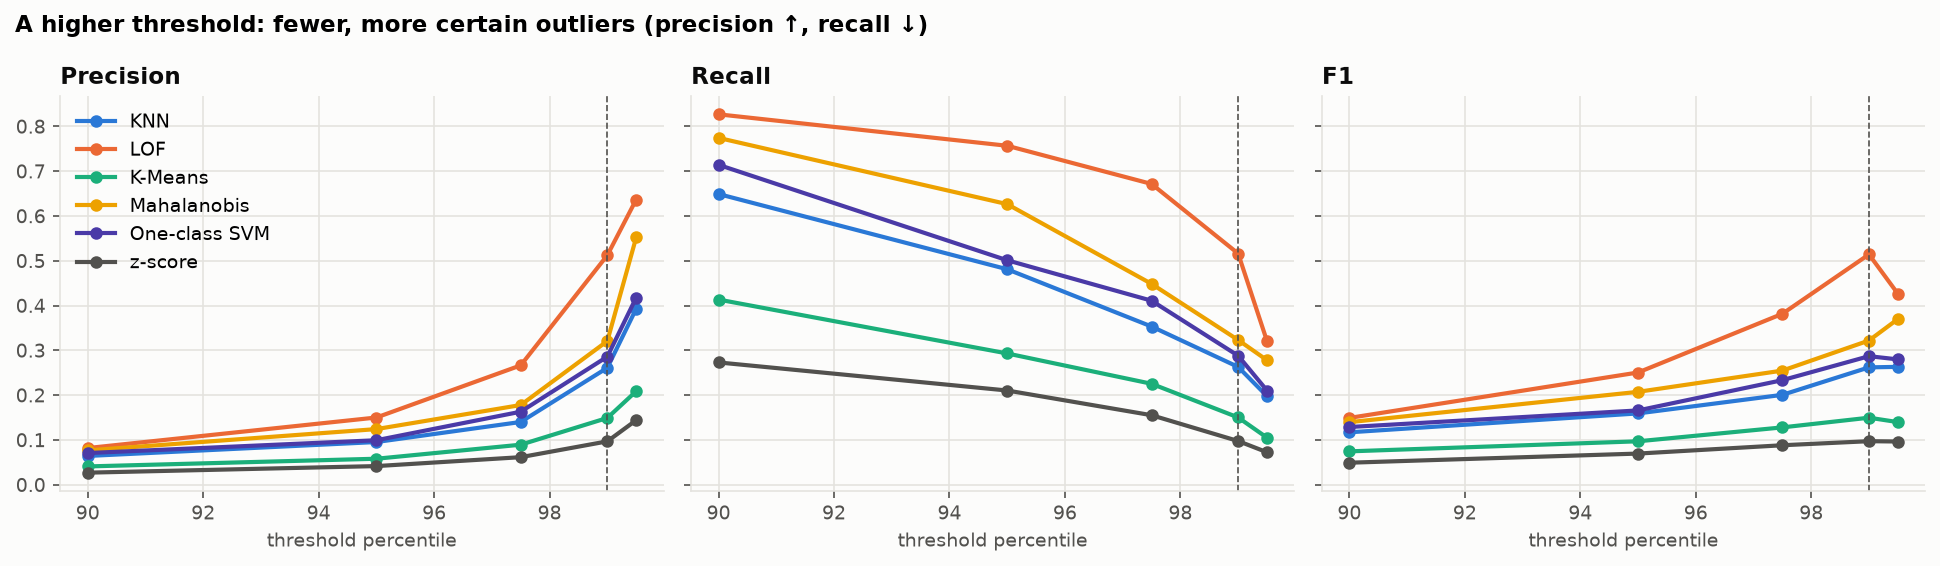 A higher threshold: fewer, more certain outliers (precision ↑, recall ↓)
Precision
KNN
LOF
K-Means
Mahalanobis
One-class SVM
z-score
0.8
0.7
0.6
0.5
0.4
0.3
0.2
0.1
0.0
90 92 94 96 98
threshold percentile
Recall
90 92 94 96 98
threshold percentile
F1
90 92 94 96 98
threshold percentile